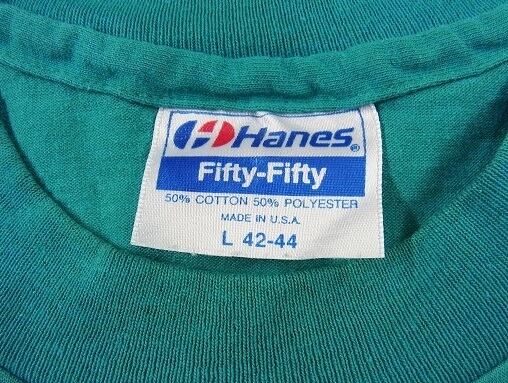 Hanes®
Fifty-Fifty
50% COTTON 50% POLYESTER
MADE IN U.S.A.
L 42-44